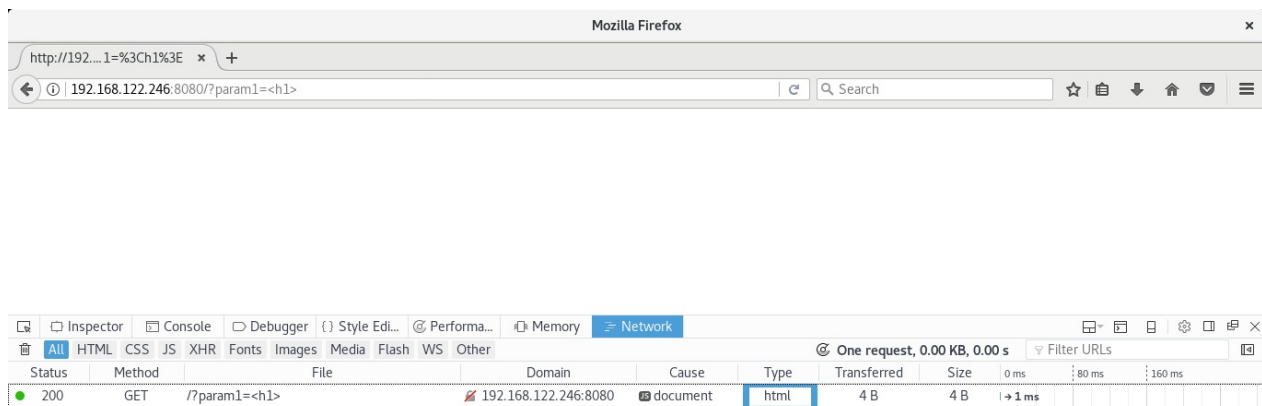 Mozilla Firefox
http://192.... 1=%3Ch1%3E
192.168.122.246:8080/?param1=<h1>
Search
Inspector Console Debugger {} Style Edi... Performa... Memory Network
All HTML CSS JS XHR Fonts Images Media Flash WS Other One request, 0.00 KB, 0.00 s Filter URLs
Status Method File Domain Cause Type Transferred Size 0 ms 80 ms 160 ms
200 GET /?param1=<h1> 192.168.122.246:8080 JS document html 4 B 4 B → 1 ms